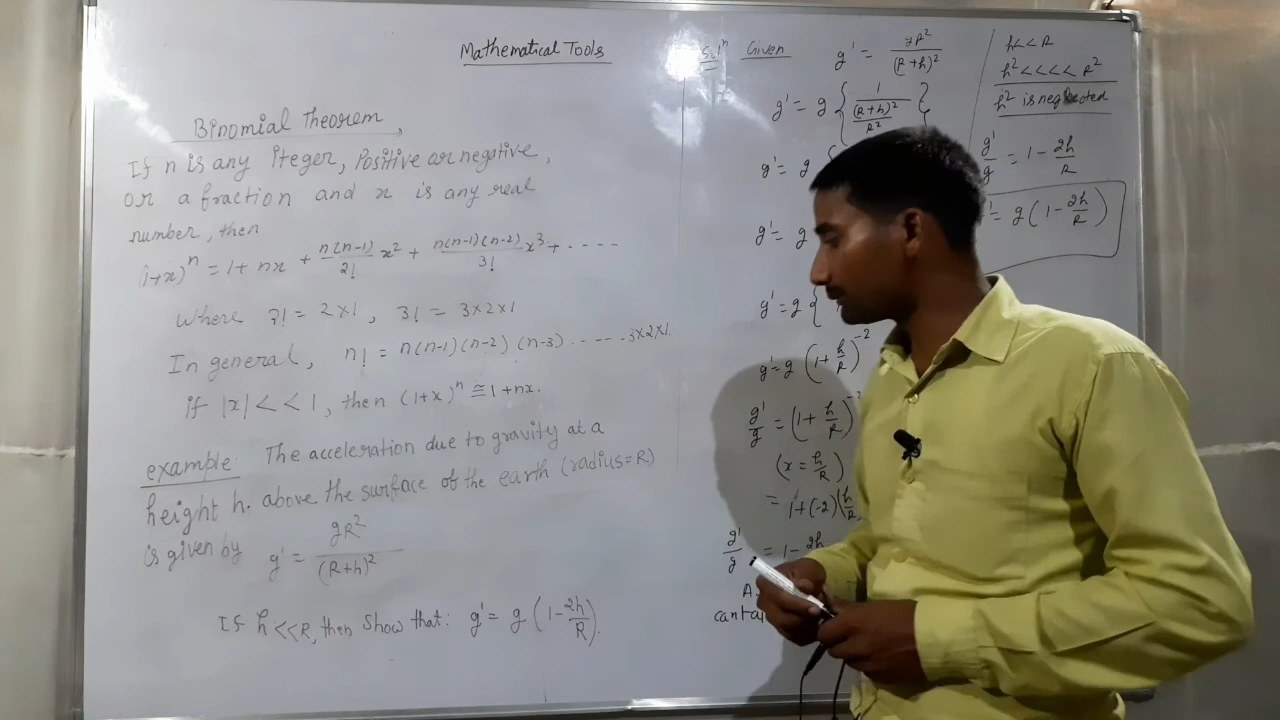 Mathematical Tools
Binomial Theorem,
If n is any iteger, Positive or negative,
or a fraction and x is any real
number, then
(1+x)^n = 1 + nx + n(n-1)/2! x² + n(n-1)(n-2)/3! x³ + - - - -
where 2! = 2×1, 3! = 3×2×1
In general, n! = n(n-1)(n-2)(n-3) - - - - - 3×2×1.
if |x| << 1, then (1+x)^n ≅ 1+nx.
example: The acceleration due to gravity at a
height h. above the surface of the earth (radius=R)
is given by g' = gR²/(R+h)²
If h<<R, then show that: g' = g(1-2h/R).
Sol^n Given g' = gR²/(R+h)²
g' = g{1/((R+h)²/R²)}
g' = g {
g' = g
g' = g {
g' = g (1+h/R)^-2
g'/g = (1+h/R)^-2
(x = h/R)
= 1+(-2)(h/R
g'/g = 1-2h
h<<R
h²<<<<R²
h² is neglected
g'/g = 1-2h/R
' = g(1-2h/R)